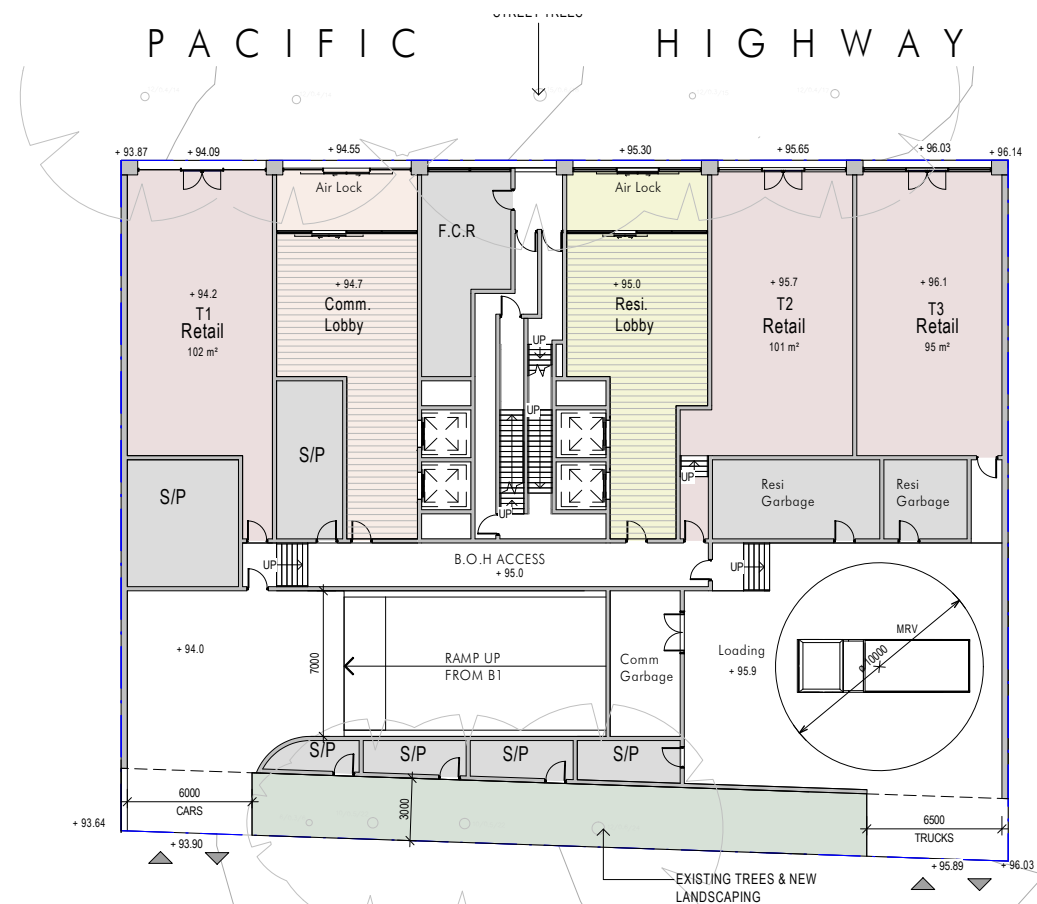 STREET TREES
PACIFIC HIGHWAY
+ 93.87
+ 94.09
+ 94.55
+ 95.30
+ 95.65
+ 96.03
+ 96.14
Air Lock
Air Lock
F.C.R
+ 94.2
T1
Retail
102 m²
+ 94.7
Comm.
Lobby
+ 95.0
Resi.
Lobby
+ 95.7
T2
Retail
101 m²
+ 96.1
T3
Retail
95 m²
UP
UP
S/P
S/P
UP
UP
Resi
Garbage
Resi
Garbage
UP
B.O.H ACCESS
+ 95.0
UP
+ 94.0
7000
RAMP UP
FROM B1
Comm
Garbage
Loading
+ 95.9
MRV
ø 10000
S/P
S/P
S/P
S/P
6000
CARS
3000
6500
TRUCKS
+ 93.64
+ 93.90
+ 95.89
+ 96.03
EXISTING TREES & NEW
LANDSCAPING